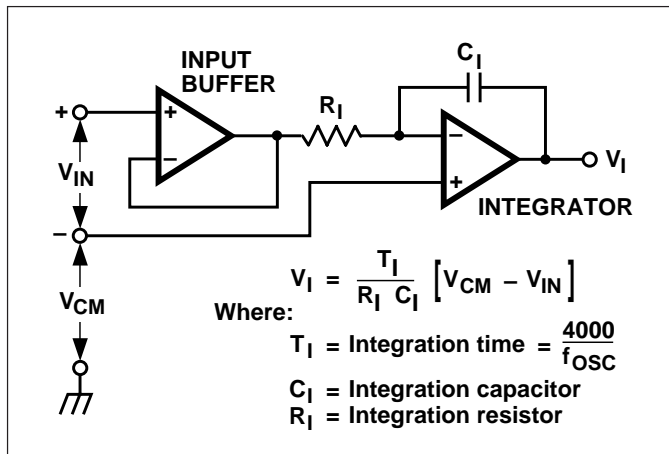 INPUT
BUFFER
C_I
R_I
+
+
−
−
V_IN
+
V_I
−
INTEGRATOR
V_CM
V_I = T_I / (R_I C_I) [V_CM – V_IN]
Where:
T_I = Integration time = 4000 / f_OSC
C_I = Integration capacitor
R_I = Integration resistor